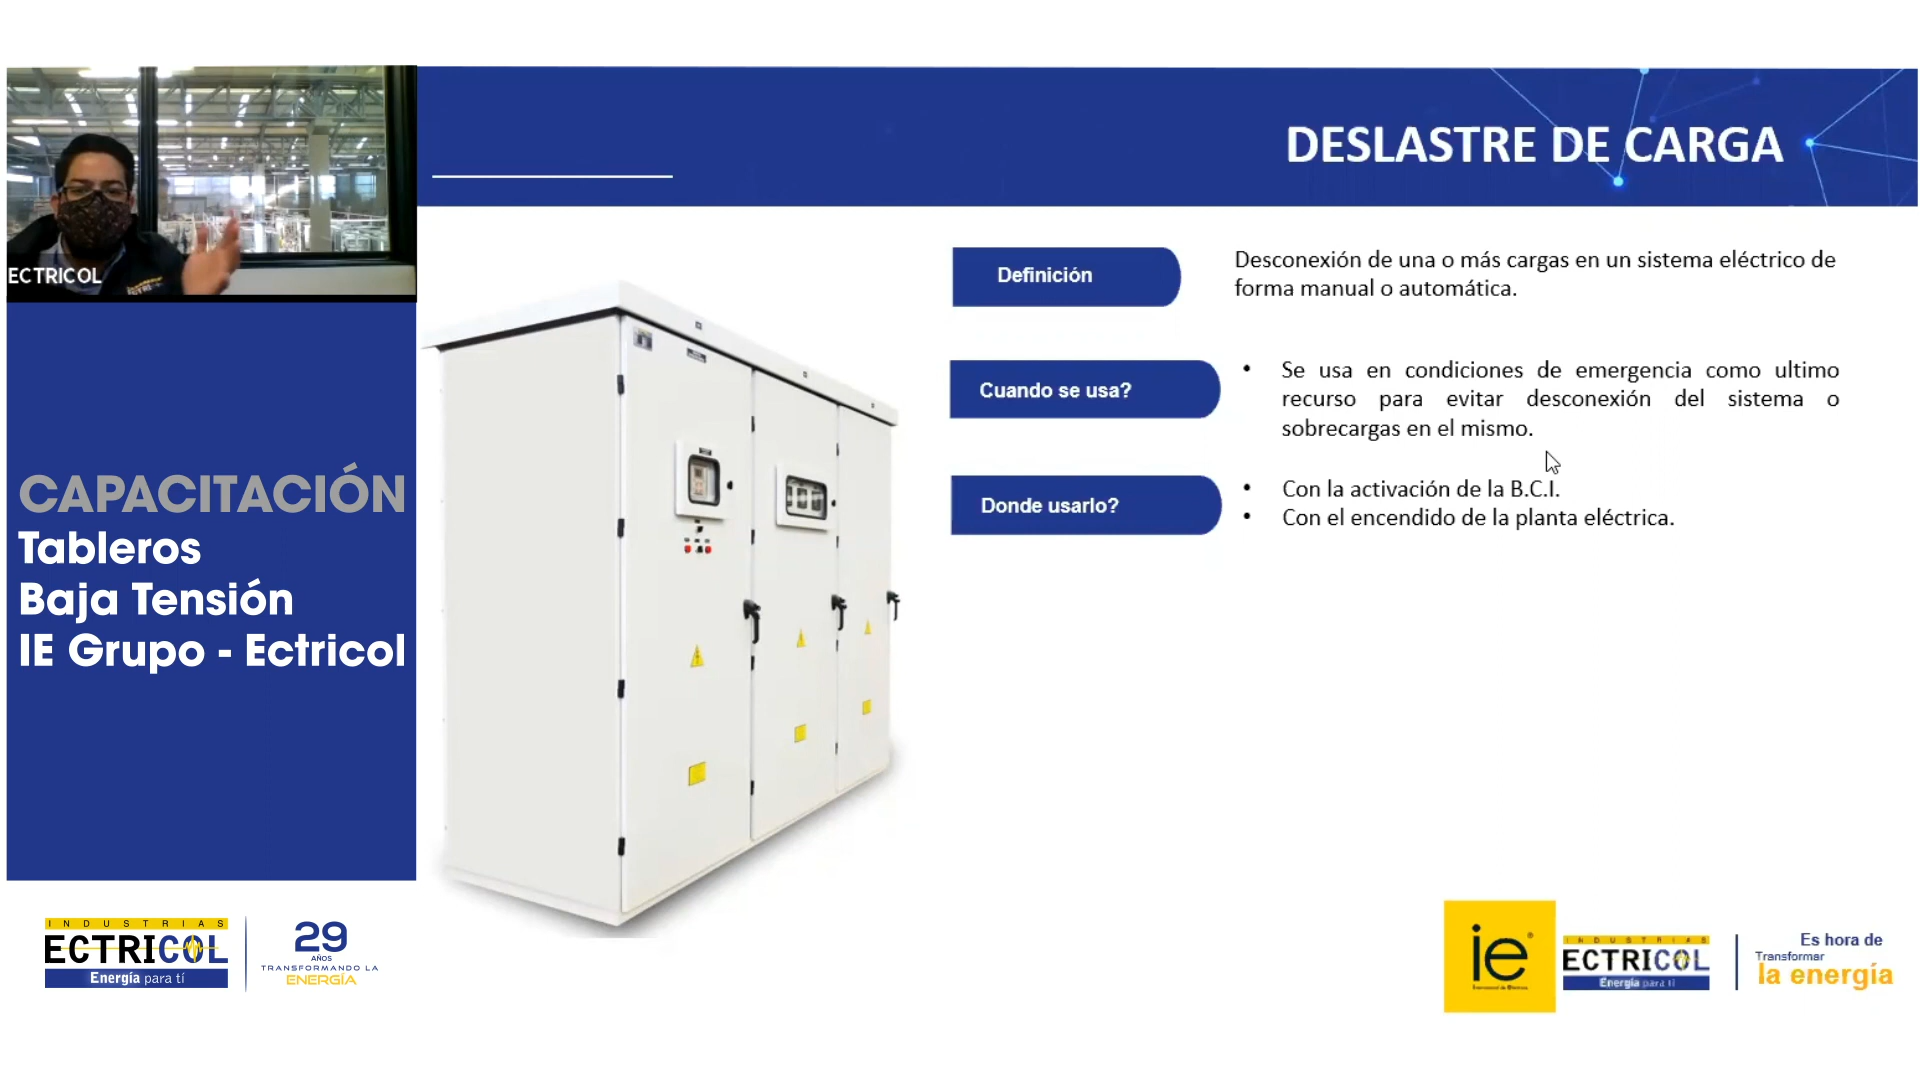 ECTRICOL
CAPACITACIÓN
Tableros
Baja Tensión
IE Grupo - Ectricol
INDUSTRIAS
ECTRICOL
Energía para tí
29
AÑOS
TRANSFORMANDO LA
ENERGÍA
DESLASTRE DE CARGA
Definición
Desconexión de una o más cargas en un sistema eléctrico de
forma manual o automática.
Cuando se usa?
• Se usa en condiciones de emergencia como ultimo
recurso para evitar desconexión del sistema o
sobrecargas en el mismo.
Donde usarlo?
• Con la activación de la B.C.I.
• Con el encendido de la planta eléctrica.
ie
INDUSTRIAS
ECTRICOL
Energía para tí
Es hora de
Transformar
la energía